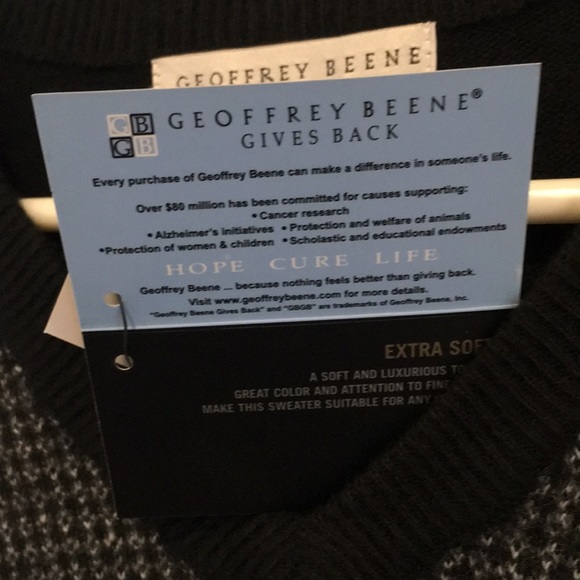 GEOFFREY BEENE
GB
GB
GEOFFREY BEENE®
GIVES BACK
Every purchase of Geoffrey Beene can make a difference in someone's life.
Over $80 million has been committed for causes supporting:
• Cancer research
• Alzheimer's initiatives • Protection and welfare of animals
•Protection of women & children •Scholastic and educational endowments
HOPE CURE LIFE
Geoffrey Beene ... because nothing feels better than giving back.
Visit www.geoffreybeene.com for more details.
"Geoffrey Beene Gives Back" and "GBGB" are trademarks of Geoffrey Beene, Inc.
EXTRA
A SOFT AND LUXURIOUS
GREAT COLOR AND ATTENTION TO
MAKE THIS SWEATER SUITABLE FOR ANY